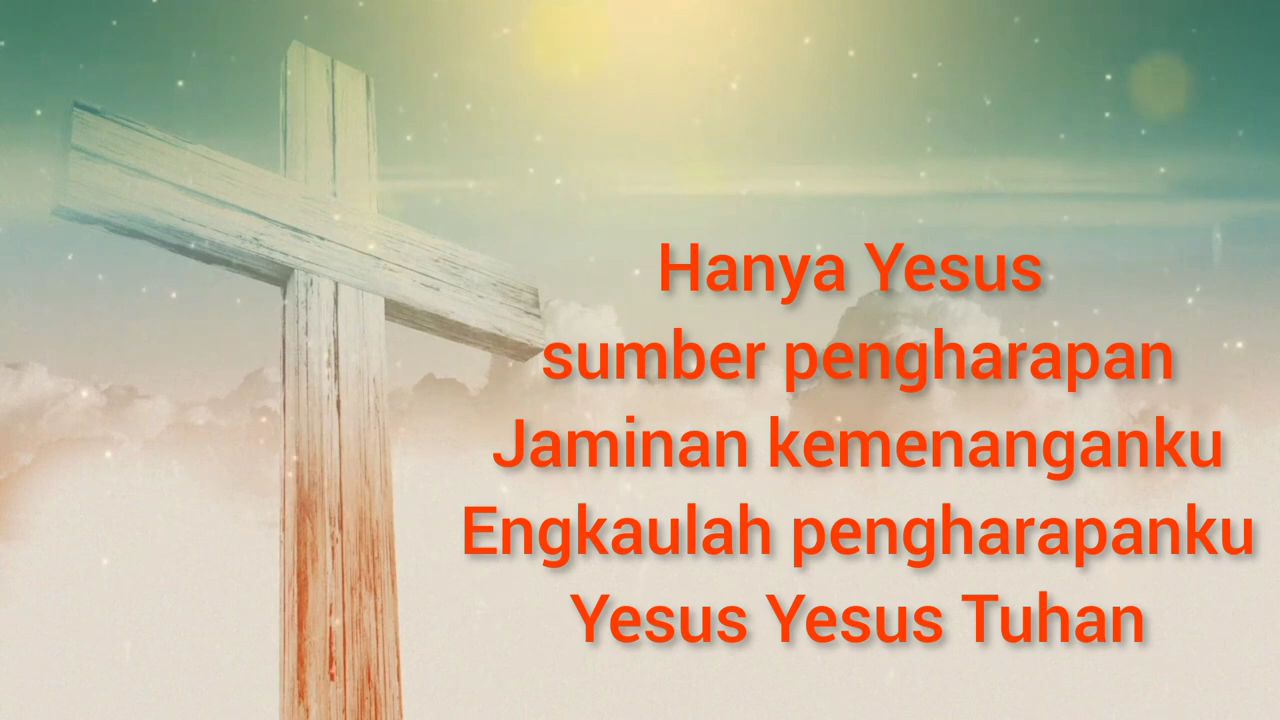 Hanya Yesus
sumber pengharapan
Jaminan kemenanganku
Engkaulah pengharapanku
Yesus Yesus Tuhan